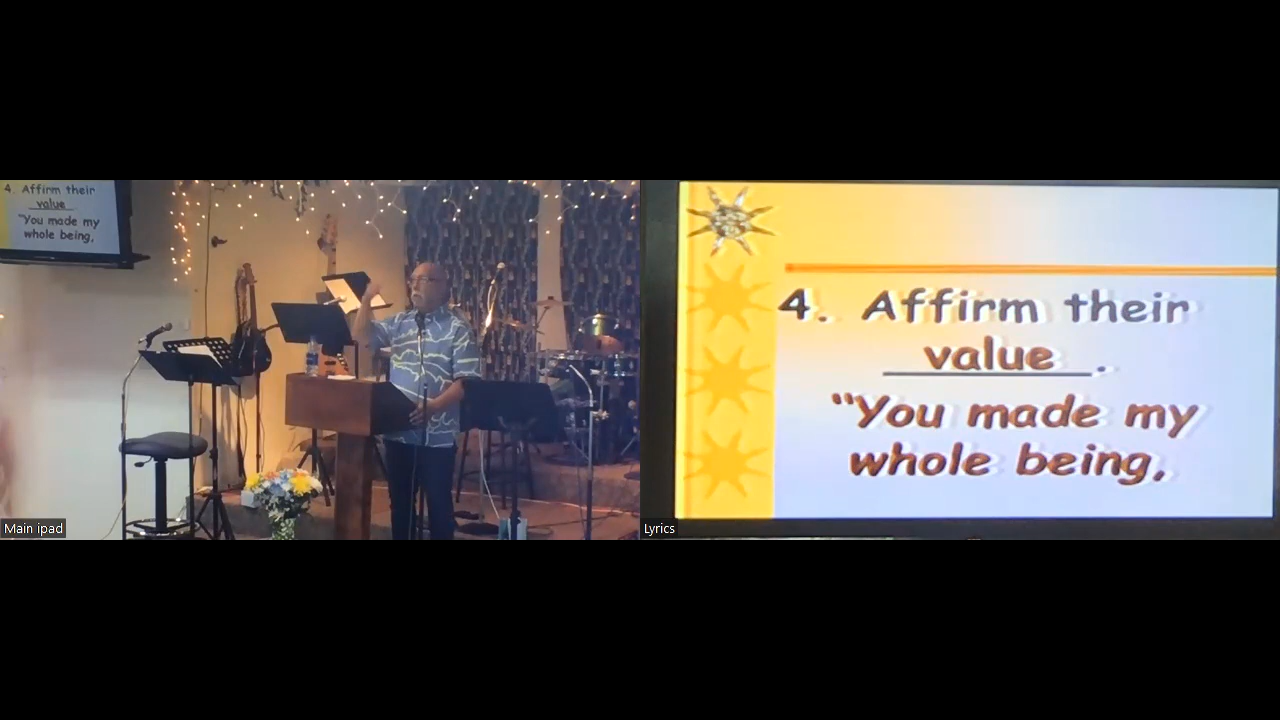 4. Affirm their
value
"You made my
whole being,
Main ipad
4. Affirm their
value.
"You made my
whole being,
Lyrics